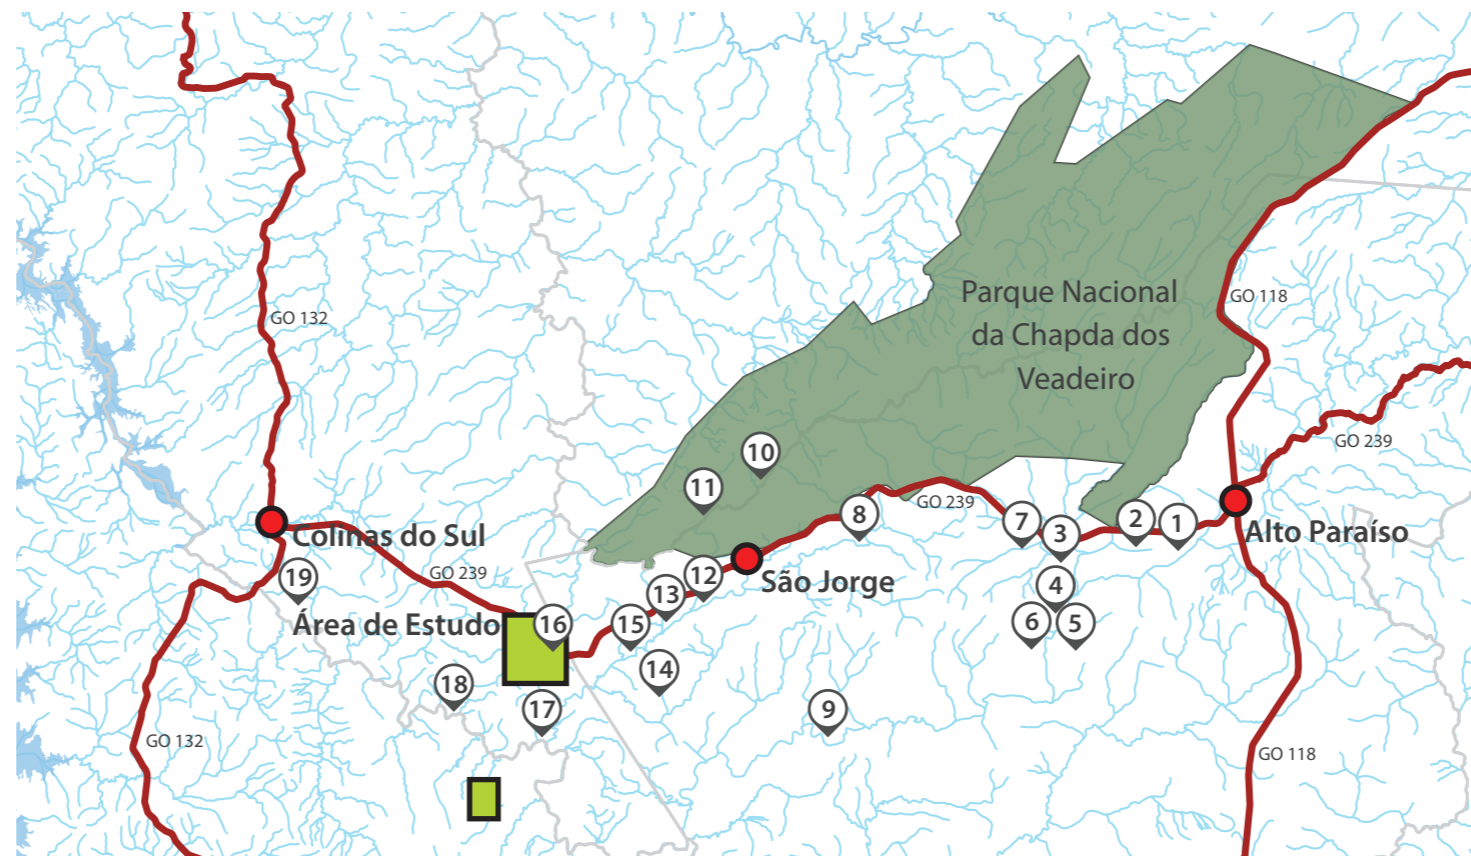 Parque Nacional
da Chapda dos
Veadeiro
GO 118
GO 132
GO 239
10
11
8
GO 239
7
3
2
1
Alto Paraíso
Colinas do Sul
GO 239
19
12
13
São Jorge
4
6
5
Área de Estudo
16
15
14
18
17
9
GO 132
GO 118